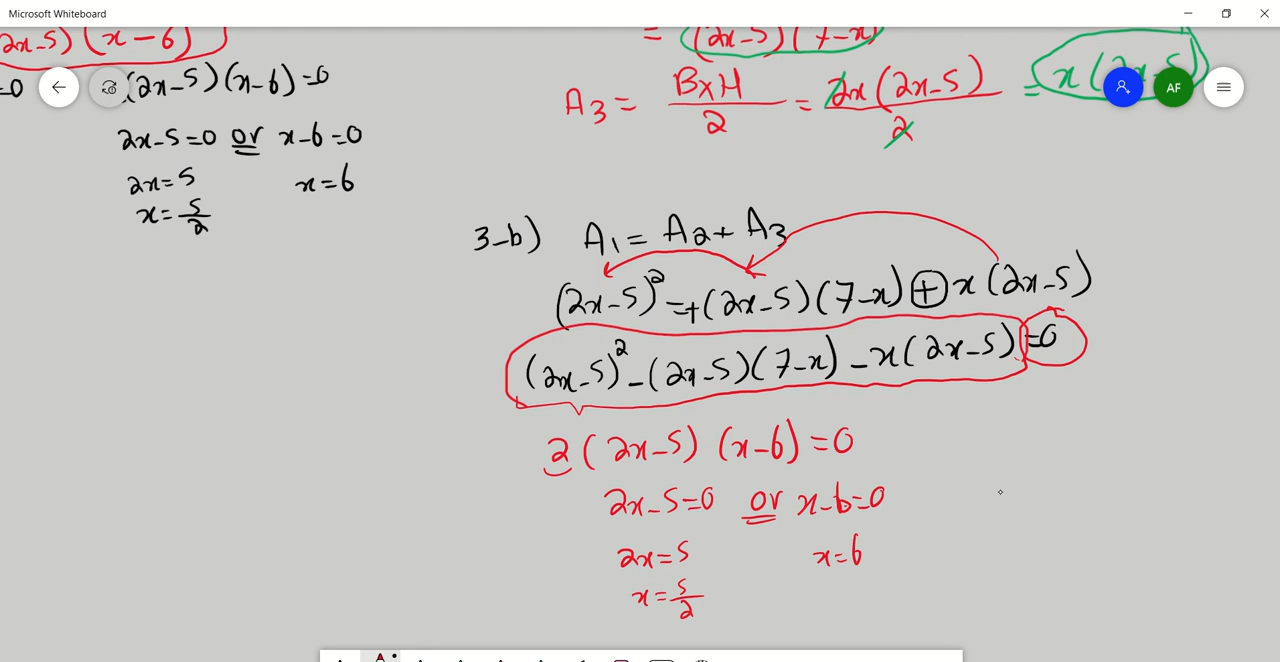 Microsoft Whiteboard
2x-5) (x-6)
=0
(2x-5)(x-6)=0
2x-5=0 or x-6=0
2x=5
x=6
x=5/2
= (2x-5)(7-x)
A3 = BxH/2 = 2x(2x-5)/2 = x(2x-5)
AF
3-b) A1 = A2 + A3
(2x-5)² = +(2x-5)(7-x) + x(2x-5)
(2x-5)² - (2x-5)(7-x) - x(2x-5) = 0
2(2x-5) (x-6) = 0
2x-5=0 or x-6=0
2x=5
x=6
x=5/2